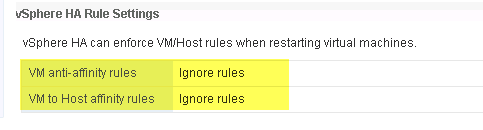 vSphere HA Rule Settings
vSphere HA can enforce VM/Host rules when restarting virtual machines.
VM anti-affinity rules Ignore rules
VM to Host affinity rules Ignore rules